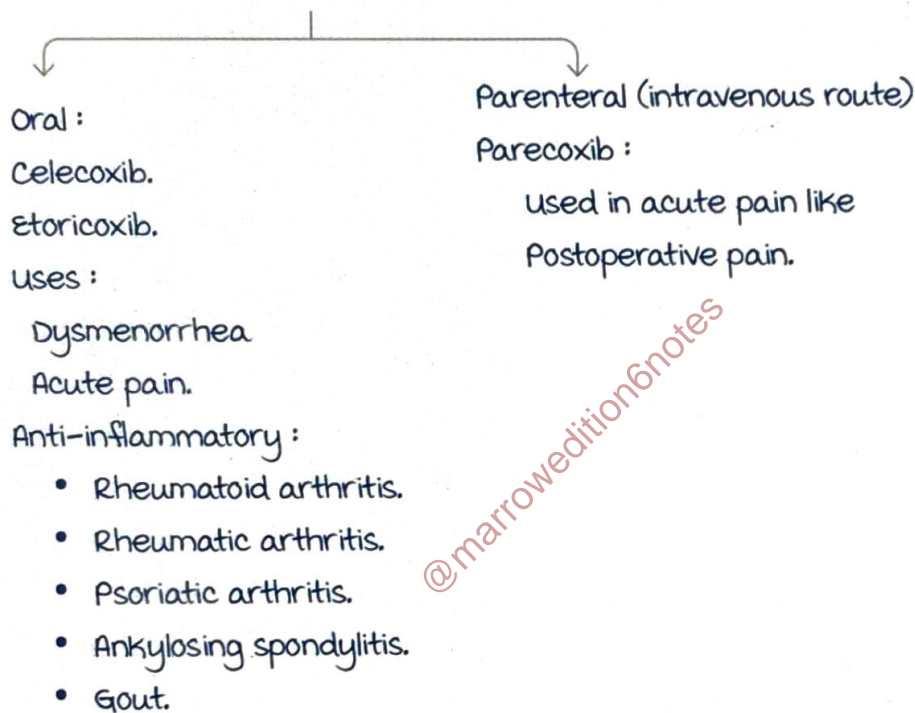 Oral :
Celecoxib.
Etoricoxib.
uses :
Dysmenorrhea
Acute pain.
Anti-inflammatory :
• Rheumatoid arthritis.
• Rheumatic arthritis.
• Psoriatic arthritis.
• Ankylosing spondylitis.
• Gout.
Parenteral (intravenous route)
Parecoxib :
used in acute pain like
Postoperative pain.
@marrowedition6notes